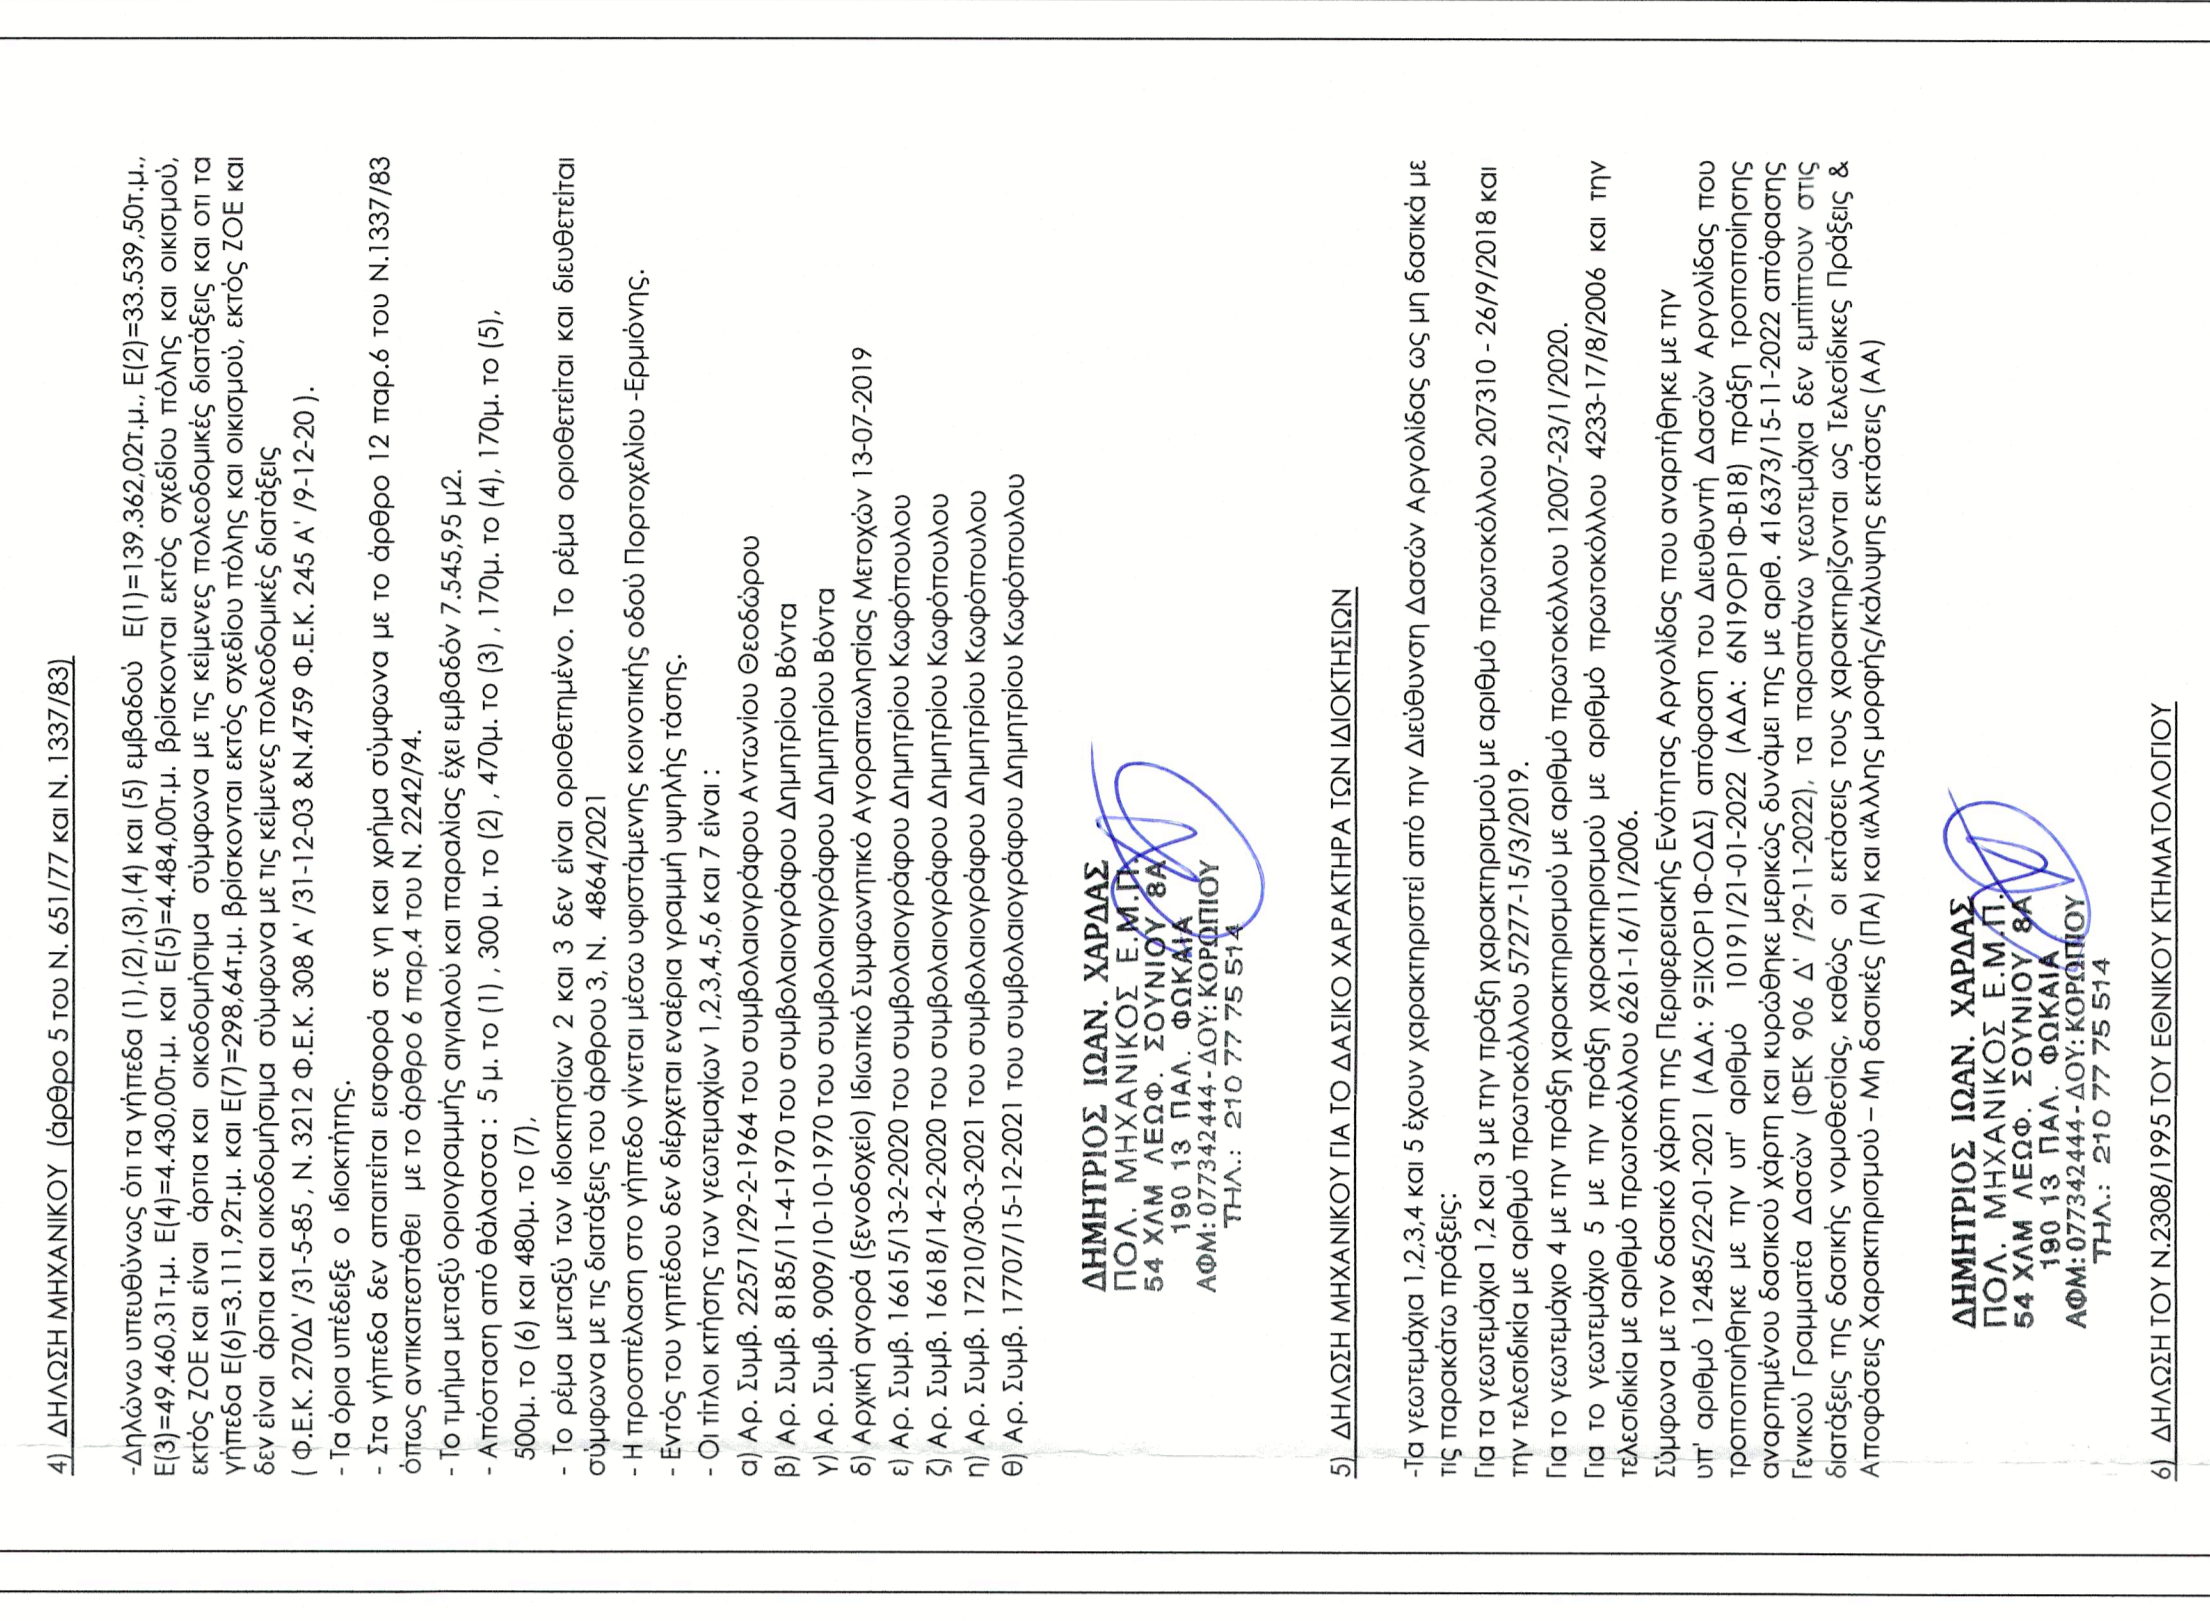 4) ΔΗΛΩΣΗ ΜΗΧΑΝΙΚΟΥ (άρθρο 5 του Ν. 651/77 και Ν. 1337/83)
-Δηλώνω υπευθύνως ότι τα γήπεδα (1),(2),(3),(4) και (5) εμβαδού Ε(1)=139.362,02τ.μ., Ε(2)=33.539,50τ.μ.,
Ε(3)=49.460,31τ.μ. Ε(4)=4.430,00τ.μ. και Ε(5)=4.484,00τ.μ. βρίσκονται εκτός σχεδίου πόλης και οικισμού,
εκτός ΖΟΕ και είναι άρτια και οικοδομήσιμα σύμφωνα με τις κείμενες πολεοδομικές διατάξεις και οτι τα
γήπεδα Ε(6)=3.111,92τ.μ. και Ε(7)=298,64τ.μ. βρίσκονται εκτός σχεδίου πόλης και οικισμού, εκτός ΖΟΕ και
δεν είναι άρτια και οικοδομήσιμα σύμφωνα με τις κείμενες πολεοδομικές διατάξεις
( Φ.Ε.Κ. 270Δ' /31-5-85 , Ν. 3212 Φ.Ε.Κ. 308 Α' /31-12-03 &Ν.4759 Φ.Ε.Κ. 245 Α' /9-12-20 ).
- Τα όρια υπέδειξε ο ιδιοκτήτης.
- Στα γήπεδα δεν απαιτείται εισφορά σε γη και χρήμα σύμφωνα με το άρθρο 12 παρ.6 του Ν.1337/83
όπως αντικατεστάθει με το άρθρο 6 παρ.4 του Ν. 2242/94.
- Το τμήμα μεταξύ οριογραμμής αιγιαλού και παραλίας έχει εμβαδόν 7.545,95 μ2.
- Απόσταση από θάλασσα : 5 μ. το (1) , 300 μ. το (2) , 470μ. το (3) , 170μ. το (4), 170μ. το (5),
500μ. το (6) και 480μ. το (7),
- Το ρέμα μεταξύ των ιδιοκτησιών 2 και 3 δεν είναι οριοθετημένο. Το ρέμα οριοθετείται και διευθετείται
σύμφωνα με τις διατάξεις του άρθρου 3, Ν. 4864/2021
- Η προσπέλαση στο γήπεδο γίνεται μέσω υφιστάμενης κοινοτικής οδού Πορτοχελίου -Ερμιόνης.
- Εντός του γηπέδου δεν διέρχεται εναέρια γραμμή υψηλής τάσης.
- Οι τίτλοι κτήσης των γεωτεμαχίων 1,2,3,4,5,6 και 7 είναι :
α) Αρ. Συμβ. 22571/29-2-1964 του συμβολαιογράφου Αντωνίου Θεοδώρου
β) Αρ. Συμβ. 8185/11-4-1970 του συμβολαιογράφου Δημητρίου Βόντα
γ) Αρ. Συμβ. 9009/10-10-1970 του συμβολαιογράφου Δημητρίου Βόντα
δ) Αρχική αγορά (ξενοδοχείο) Ιδιωτικό Συμφωνητικό Αγοραπωλησίας Μετοχών 13-07-2019
ε) Αρ. Συμβ. 16615/13-2-2020 του συμβολαιογράφου Δημητρίου Κωφόπουλου
ζ) Αρ. Συμβ. 16618/14-2-2020 του συμβολαιογράφου Δημητρίου Κωφόπουλου
η) Αρ. Συμβ. 17210/30-3-2021 του συμβολαιογράφου Δημητρίου Κωφόπουλου
θ) Αρ. Συμβ. 17707/15-12-2021 του συμβολαιογράφου Δημητρίου Κωφόπουλου
ΔΗΜΗΤΡΙΟΣ ΙΩΑΝ. ΧΑΡΔΑΣ
ΠΟΛ. ΜΗΧΑΝΙΚΟΣ Ε.Μ.Π.
54 ΧΛΜ ΛΕΩΦ. ΣΟΥΝΙΟΥ 8Α
190 13 ΠΑΛ. ΦΩΚΑΙΑ
ΑΦΜ: 077342444 - ΔΟΥ: ΚΟΡΩΠΙΟΥ
ΤΗΛ.: 210 77 75 514
5) ΔΗΛΩΣΗ ΜΗΧΑΝΙΚΟΥ ΓΙΑ ΤΟ ΔΑΣΙΚΟ ΧΑΡΑΚΤΗΡΑ ΤΩΝ ΙΔΙΟΚΤΗΣΙΩΝ
-Τα γεωτεμάχια 1,2,3,4 και 5 έχουν χαρακτηριστεί από την Διεύθυνση Δασών Αργολίδας ως μη δασικά με
τις παρακάτω πράξεις:
Για τα γεωτεμάχια 1,2 και 3 με την πράξη χαρακτηρισμού με αριθμό πρωτοκόλλου 207310 - 26/9/2018 και
την τελεσιδικία με αριθμό πρωτοκόλλου 57277-15/3/2019.
Για το γεωτεμάχιο 4 με την πράξη χαρακτηρισμού με αριθμό πρωτοκόλλου 12007-23/1/2020.
Για το γεωτεμάχιο 5 με την πράξη χαρακτηρισμού με αριθμό πρωτοκόλλου 4233-17/8/2006 και την
τελεσιδικία με αριθμό πρωτοκόλλου 6261-16/11/2006.
Σύμφωνα με τον δασικό χάρτη της Περιφερειακής Ενότητας Αργολίδας που αναρτήθηκε με την
υπ' αριθμό 12485/22-01-2021 (ΑΔΑ: 9ΞΙΧΟΡ1Φ-ΟΔΣ) απόφαση του Διευθυντή Δασών Αργολίδας που
τροποποιήθηκε με την υπ' αριθμό 10191/21-01-2022 (ΑΔΑ: 6Ν19ΟΡ1Φ-Β18) πράξη τροποποίησης
αναρτημένου δασικού χάρτη και κυρώθηκε μερικώς δυνάμει της με αριθ. 41637​3/15-11-2022 απόφασης
Γενικού Γραμματέα Δασών (ΦΕΚ 906 Δ' /29-11-2022), τα παραπάνω γεωτεμάχια δεν εμπίπτουν στις
διατάξεις της δασικής νομοθεσίας, καθώς οι εκτάσεις τους χαρακτηρίζονται ως Τελεσίδικες Πράξεις &
Αποφάσεις Χαρακτηρισμού – Μη δασικές (ΠΑ) και «Άλλης μορφής/κάλυψης εκτάσεις (ΑΑ)
ΔΗΜΗΤΡΙΟΣ ΙΩΑΝ. ΧΑΡΔΑΣ
ΠΟΛ. ΜΗΧΑΝΙΚΟΣ Ε.Μ.Π.
54 ΧΛΜ ΛΕΩΦ. ΣΟΥΝΙΟΥ 8Α
190 13 ΠΑΛ. ΦΩΚΑΙΑ
ΑΦΜ: 077342444 - ΔΟΥ: ΚΟΡΩΠΙΟΥ
ΤΗΛ.: 210 77 75 514
6) ΔΗΛΩΣΗ ΤΟΥ Ν.2308/1995 ΤΟΥ ΕΘΝΙΚΟΥ ΚΤΗΜΑΤΟΛΟΓΙΟΥ